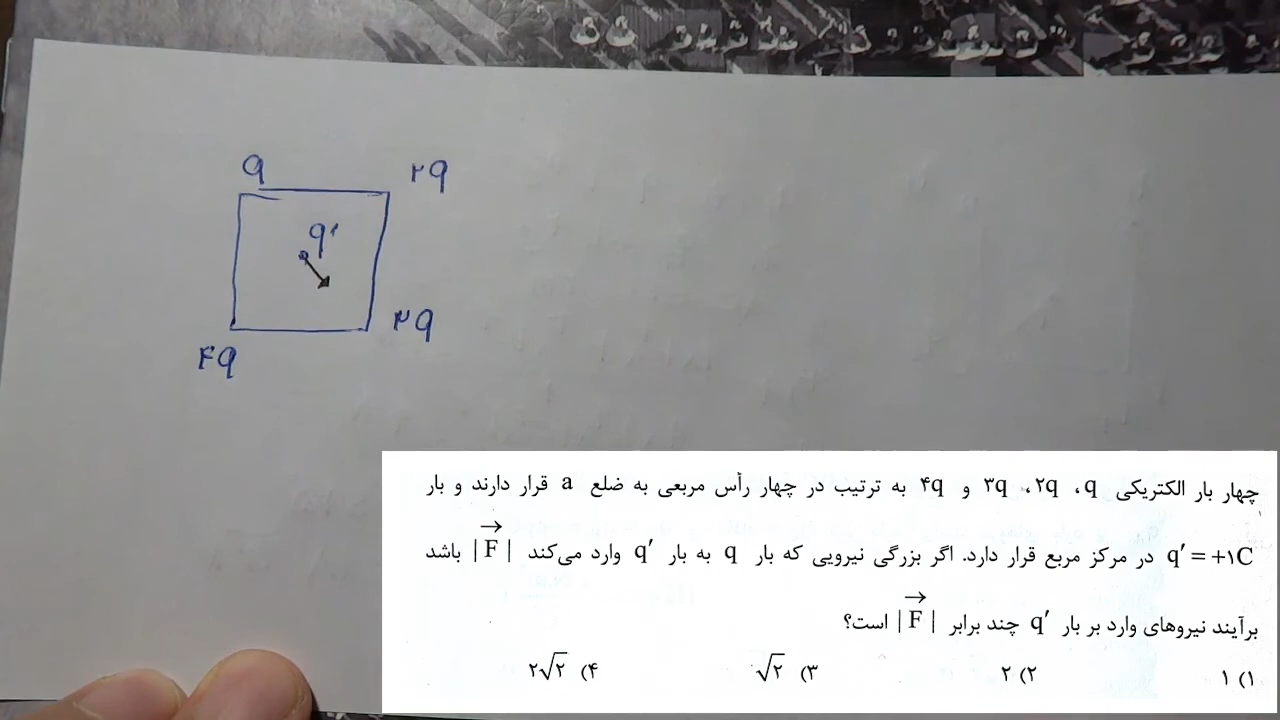 q ۲q
q'
۴q ۳q
چهار بار الکتریکی q ، ۲q ، ۳q و ۴q به ترتیب در چهار رأس مربعی به ضلع a قرار دارند و بار
q' = +۱C در مرکز مربع قرار دارد. اگر بزرگی نیرویی که بار q به بار q' وارد می‌کند |F⃗| باشد
برآیند نیروهای وارد بر بار q' چند برابر |F⃗| است؟
۱) ۱ ۲) ۲ ۳) √۲ ۴) ۲√۲